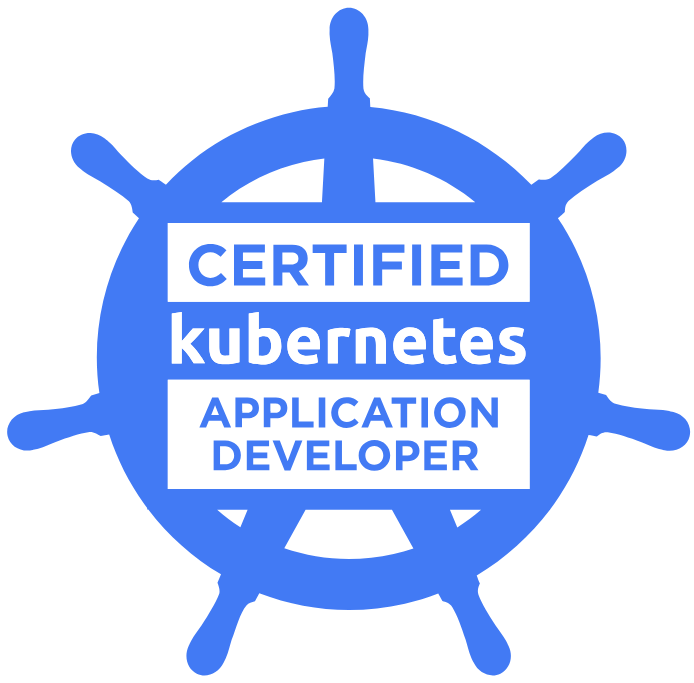 CERTIFIED
kubernetes
APPLICATION
DEVELOPER